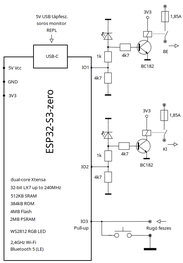 5V USB tápfesz.
soros monitor
REPL
USB-C
5V Vcc
GND
3V3
ESP32-S3-zero
IO1
1k
4k7
4k7
3V3
1,85A
BE
BC182
IO2
1k
4k7
4k7
3V3
1,85A
KI
BC182
dual-core Xtensa
32-bit LX7 up to 240MHz
512KB SRAM
384kB ROM
4MB Flash
2MB PSRAM
WS2812 RGB LED
2,4GHz Wi-Fi
Bluetooth 5 (LE)
IO3
Pull-up
Rugó feszes